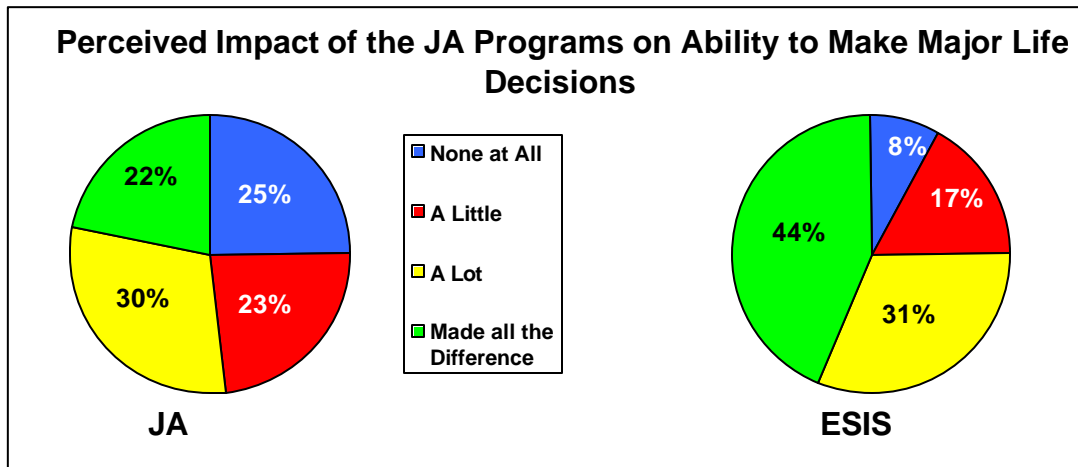 Perceived Impact of the JA Programs on Ability to Make Major Life
Decisions
22%
25%
30%
23%
JA
None at All
A Little
A Lot
Made all the
Difference
8%
17%
44%
31%
ESIS